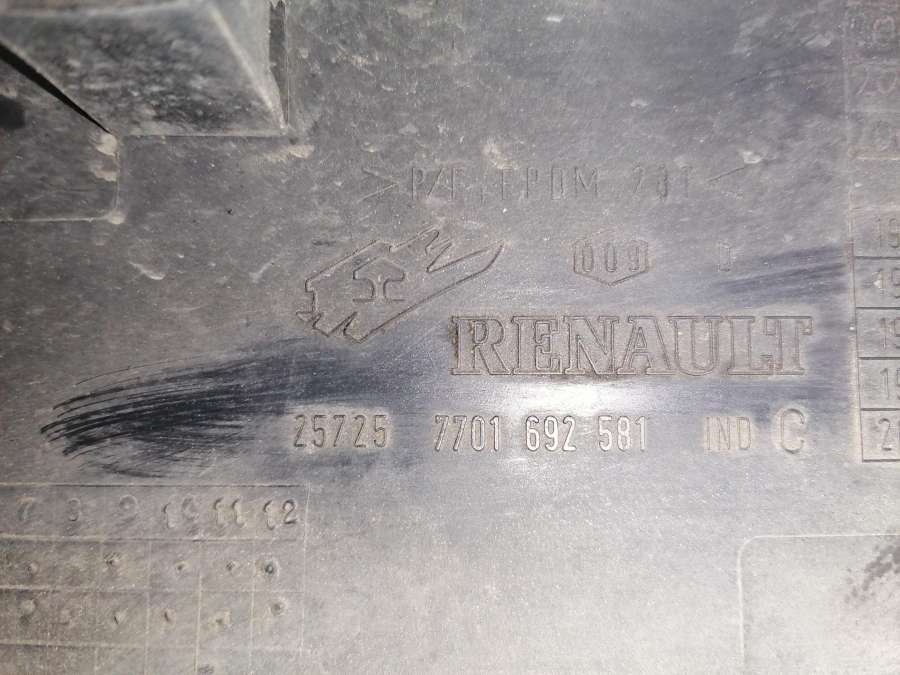 >P/E.EPDM 20T<
009
RENAULT
25725 7701 692 581 IND C
7 8 9 10 11 12